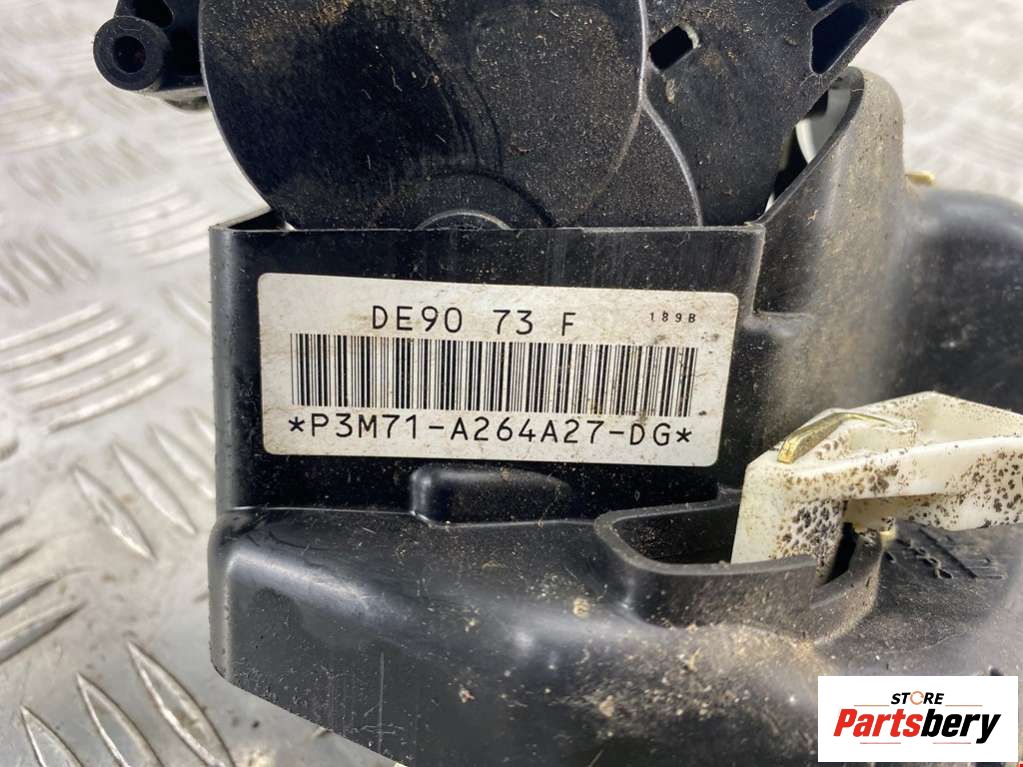 DE90 73 F 189B
*P3M71-A264A27-DG*
STORE
Partsbery